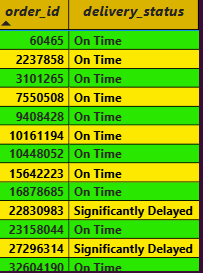 order_id delivery_status
60465 On Time
2237858 On Time
3101265 On Time
7550508 On Time
9408428 On Time
10161194 On Time
10448052 On Time
15642223 On Time
16878685 On Time
22830983 Significantly Delayed
23158044 On Time
27296314 Significantly Delayed
32604190 On Time